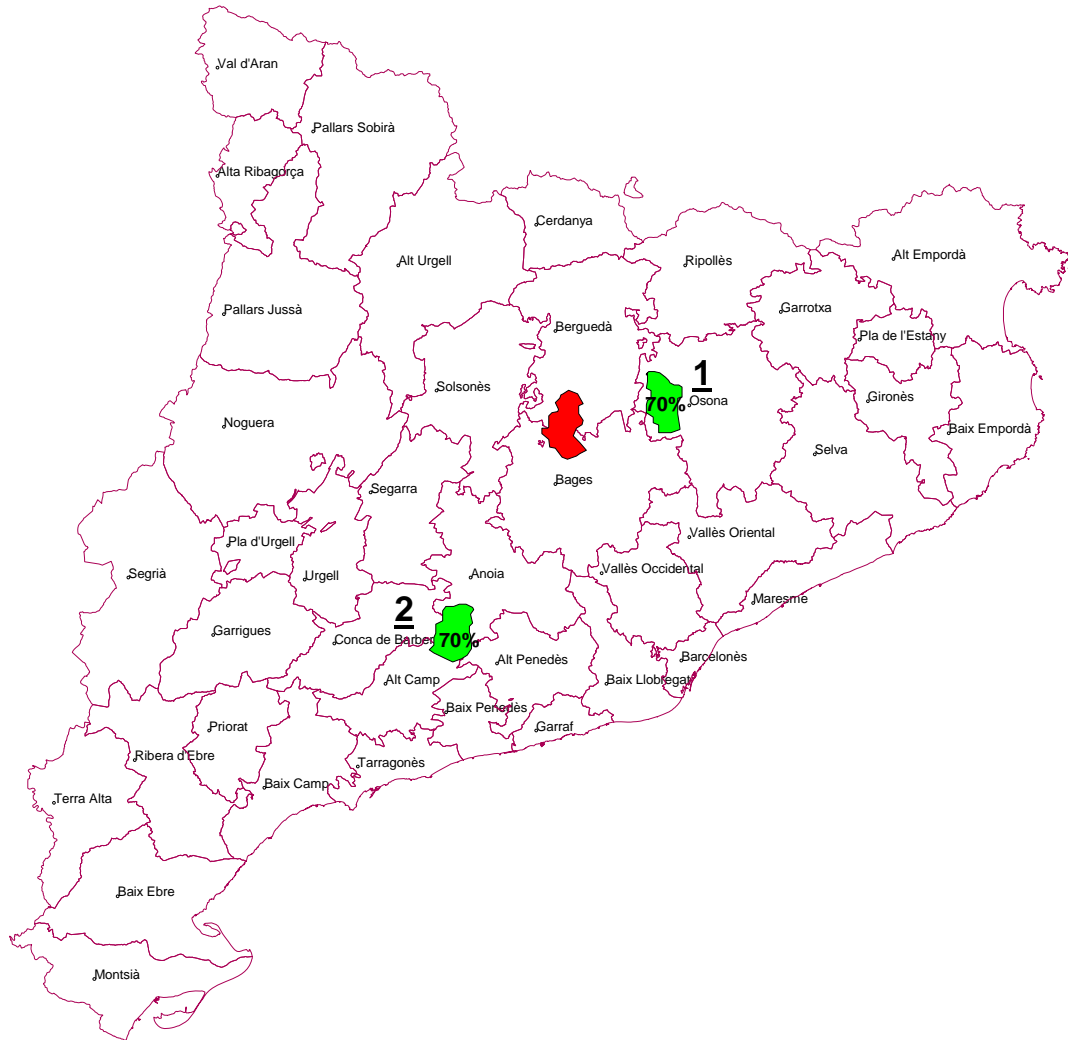 Val d'Aran
Pallars Sobirà
Alta Ribagorça
Cerdanya
Alt Urgell
Ripollès
Alt Empordà
Pallars Jussà
Garrotxa
Berguedà
Pla de l'Estany
1
Solsonès
70%
Osona
Gironès
Noguera
Baix Empordà
Selva
Bages
Segarra
Vallès Oriental
Pla d'Urgell
Vallès Occidental
Segrià
Urgell
Anoia
Maresme
2
Garrigues
Conca de Barber
70%
Alt Penedès
Barcelonès
Alt Camp
Baix Llobregat
Baix Penedès
Priorat
Garraf
Ribera d'Ebre
Tarragonès
Baix Camp
Terra Alta
Baix Ebre
Montsià